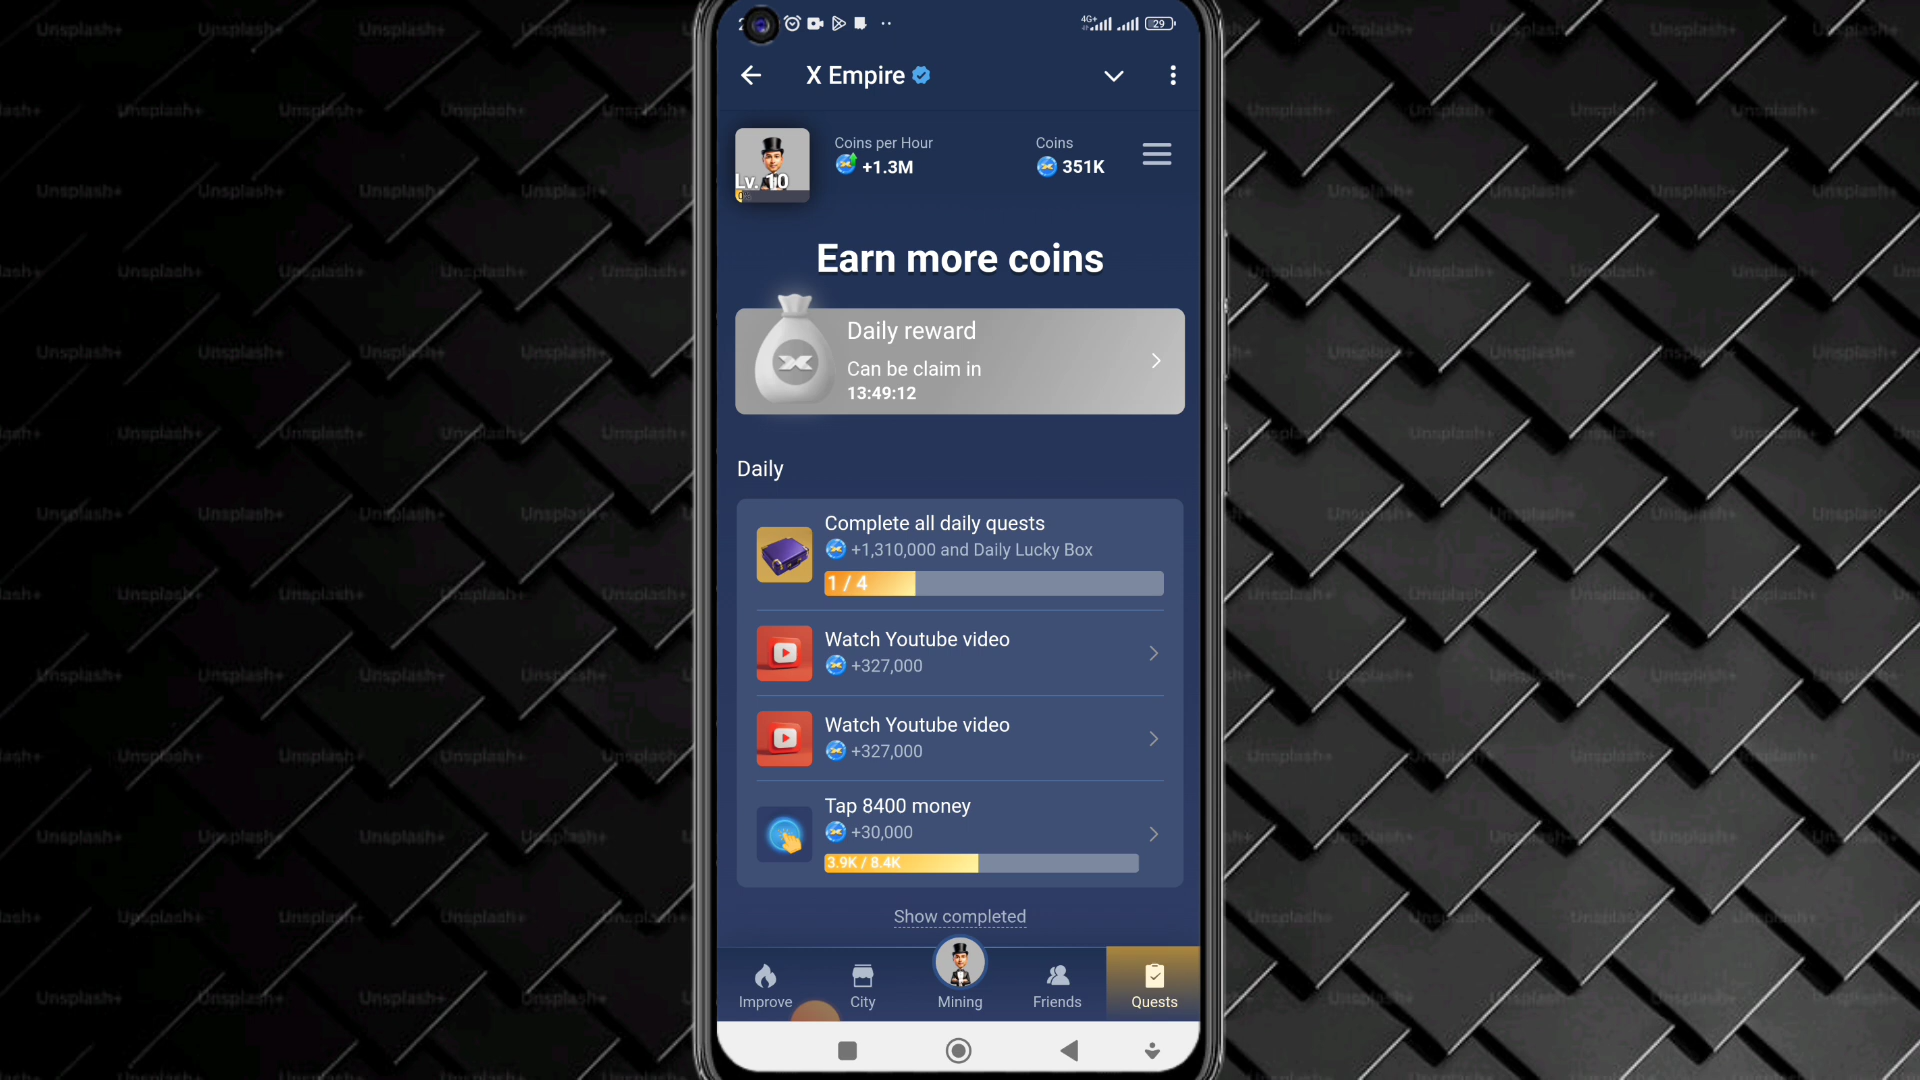 4G+
29
X Empire
Coins per Hour
+1.3M
Coins
351K
Lv. 10
Earn more coins
Daily reward
Can be claim in
13:49:12
Daily
Complete all daily quests
+1,310,000 and Daily Lucky Box
1 / 4
Watch Youtube video
+327,000
Watch Youtube video
+327,000
Tap 8400 money
+30,000
3.9K / 8.4K
Show completed
Improve
City
Mining
Friends
Quests
Unsplash+